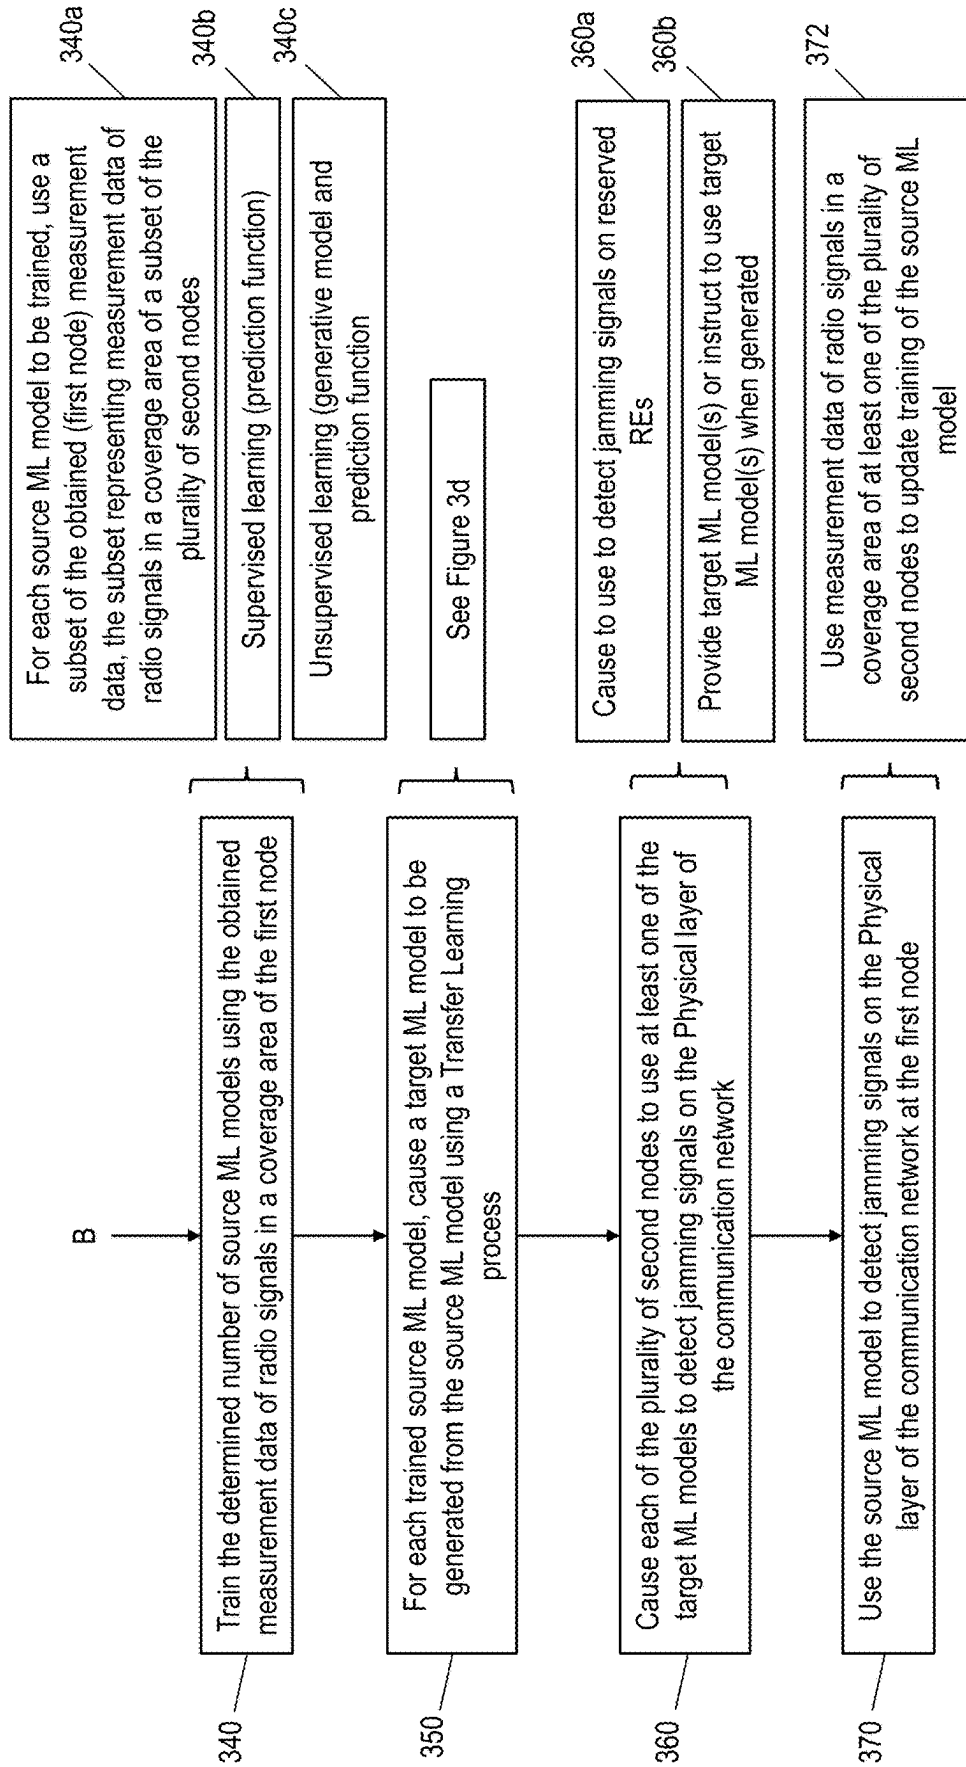 B
Train the determined number of source ML models using the obtained
measurement data of radio signals in a coverage area of the first node
340
For each source ML model to be trained, use a
subset of the obtained (first node) measurement
data, the subset representing measurement data of
radio signals in a coverage area of a subset of the
plurality of second nodes
340a
Supervised learning (prediction function)
340b
Unsupervised learning (generative model and
prediction function
340c
For each trained source ML model, cause a target ML model to be
generated from the source ML model using a Transfer Learning
process
350
See Figure 3d
Cause each of the plurality of second nodes to use at least one of the
target ML models to detect jamming signals on the Physical layer of
the communication network
360
Cause to use to detect jamming signals on reserved
REs
360a
Provide target ML model(s) or instruct to use target
ML model(s) when generated
360b
Use the source ML model to detect jamming signals on the Physical
layer of the communication network at the first node
370
Use measurement data of radio signals in a
coverage area of at least one of the plurality of
second nodes to update training of the source ML
model
372